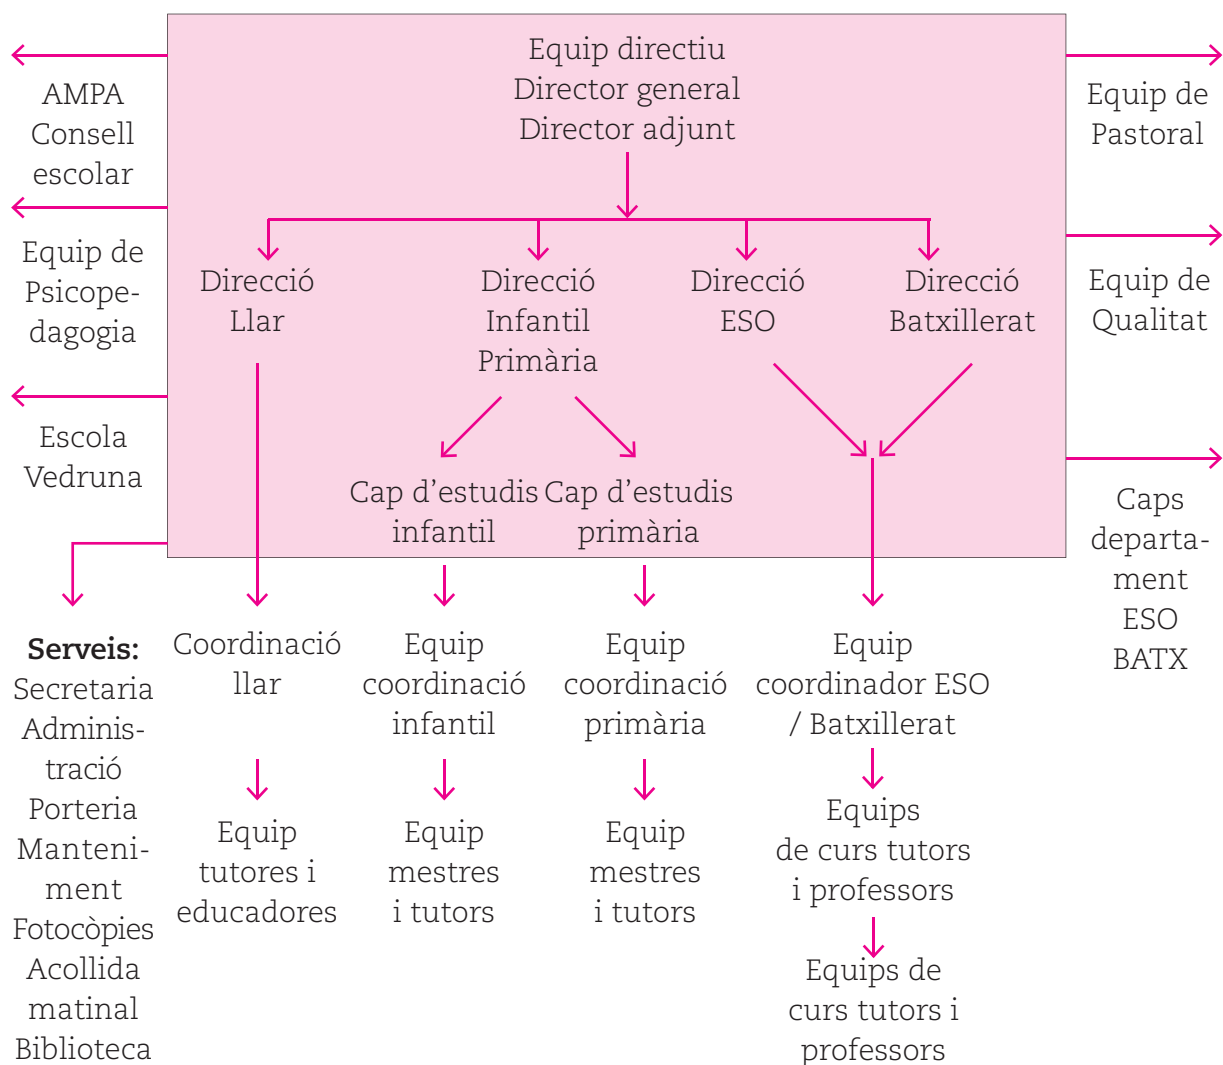 Equip directiu
Director general
Director adjunt
AMPA
Consell
escolar
Equip de
Psicope-
dagogia
Escola
Vedruna
Equip de
Pastoral
Equip de
Qualitat
Caps
departa-
ment
ESO
BATX
Direcció
Llar
Direcció
Infantil
Primària
Direcció
ESO
Direcció
Batxillerat
Cap d'estudis
infantil
Cap d'estudis
primària
Serveis:
Secretaria
Adminis-
tració
Porteria
Manteni-
ment
Fotocòpies
Acollida
matinal
Biblioteca
Coordinació
llar
Equip
tutores i
educadores
Equip
coordinació
infantil
Equip
mestres
i tutors
Equip
coordinació
primària
Equip
mestres
i tutors
Equip
coordinador ESO
/ Batxillerat
Equips
de curs tutors
i professors
Equips de
curs tutors i
professors